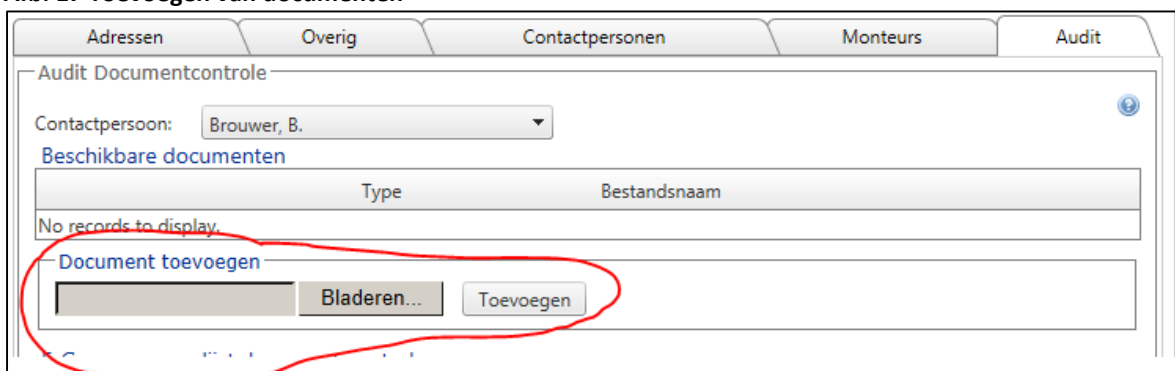 Adressen Overig Contactpersonen Monteurs Audit
Audit Documentcontrole
Contactpersoon: Brouwer, B.
Beschikbare documenten
Type Bestandsnaam
No records to display.
Document toevoegen
Bladeren... Toevoegen